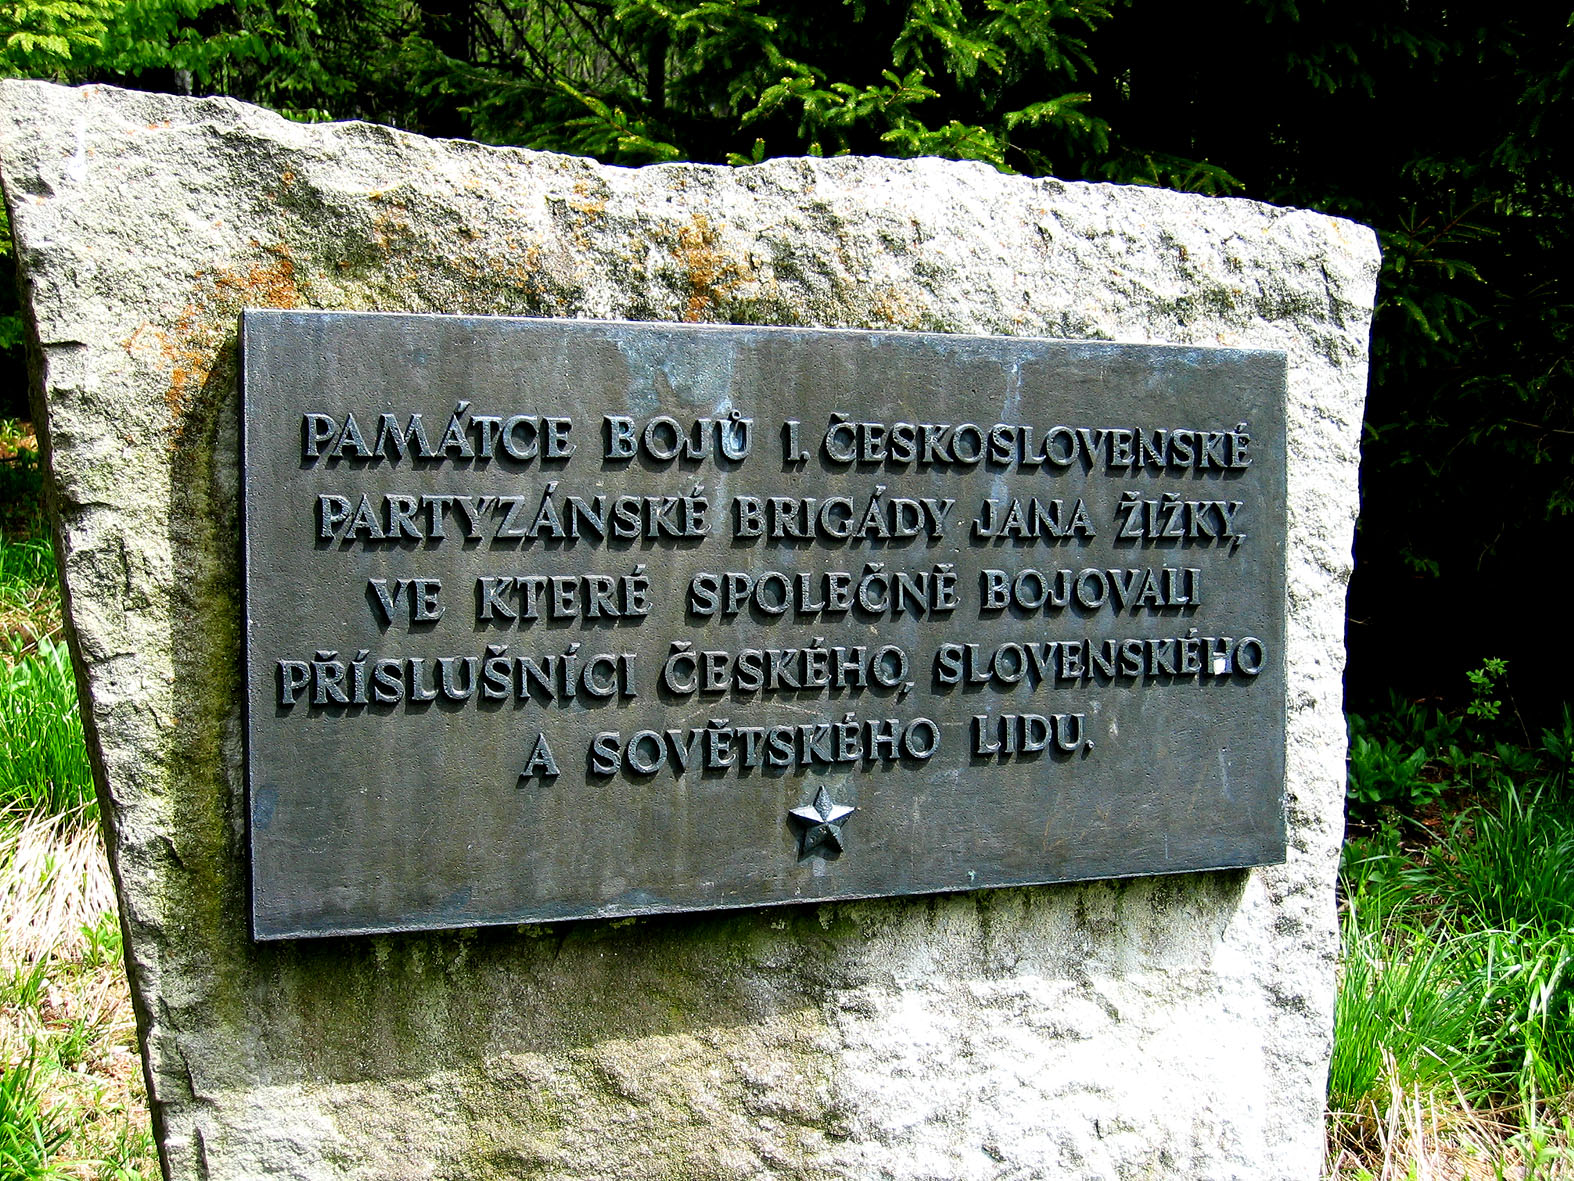 PAMÁTCE BOJŮ I. ČESKOSLOVENSKÉ
PARTYZÁNSKÉ BRIGÁDY JANA ŽIŽKY,
VE KTERÉ SPOLEČNĚ BOJOVALI
PŘÍSLUŠNÍCI ČESKÉHO, SLOVENSKÉHO
A SOVĚTSKÉHO LIDU.